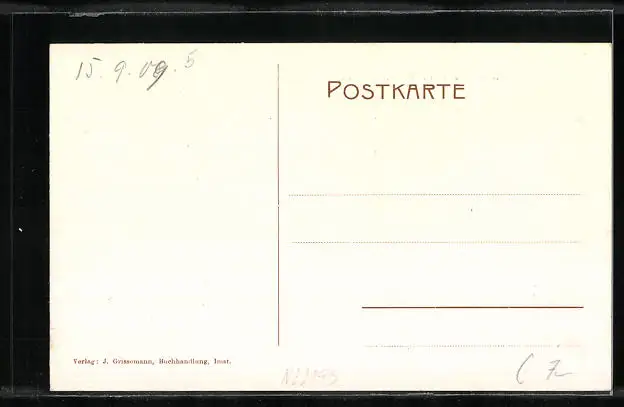 15. 9. 09. 5
POSTKARTE
Verlag: J. Grissemann, Buchhandlung, Imst.